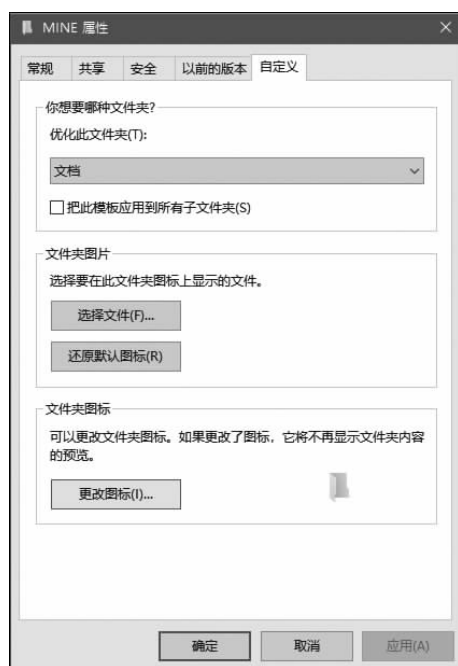 MINE 属性
常规 共享 安全 以前的版本 自定义
你想要哪种文件夹?
优化此文件夹(T):
文档
把此模板应用到所有子文件夹(S)
文件夹图片
选择要在此文件夹图标上显示的文件。
选择文件(F)...
还原默认图标(R)
文件夹图标
可以更改文件夹图标。如果更改了图标，它将不再显示文件夹内容
的预览。
更改图标(I)...
确定 取消 应用(A)